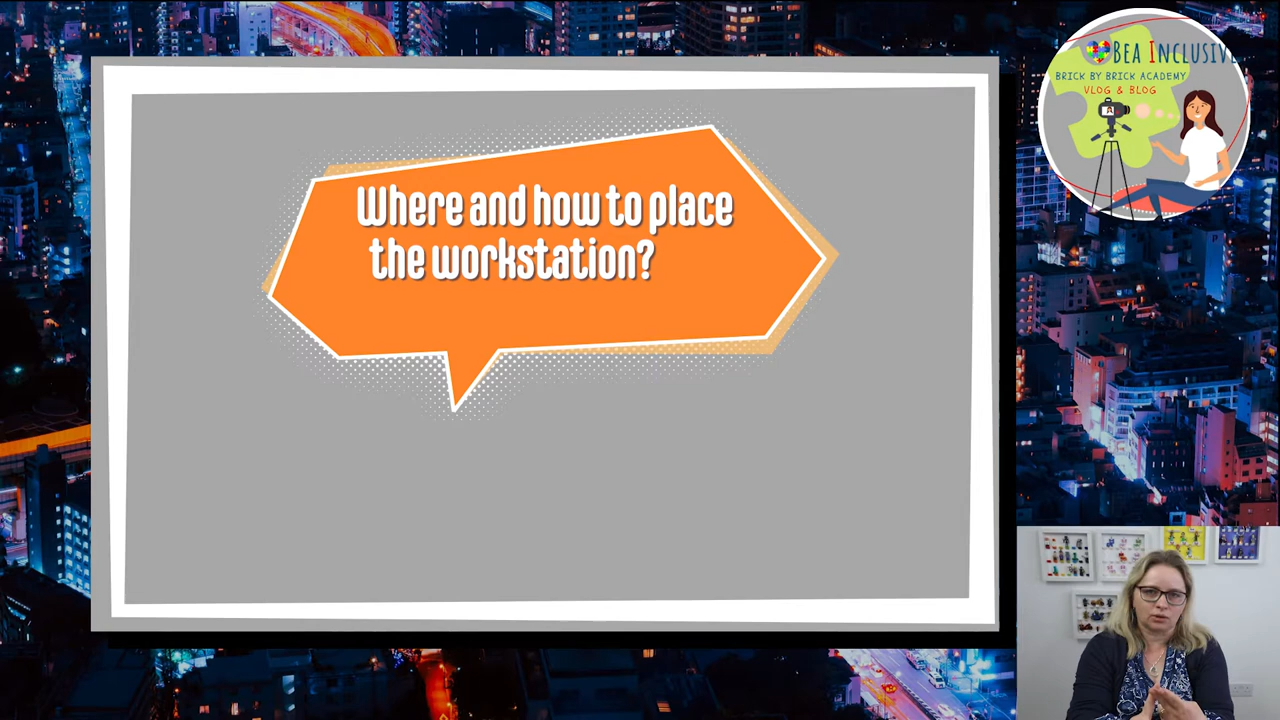 Where and how to place
the workstation?
BEA INCLUSIVE
BRICK BY BRICK ACADEMY
VLOG & BLOG